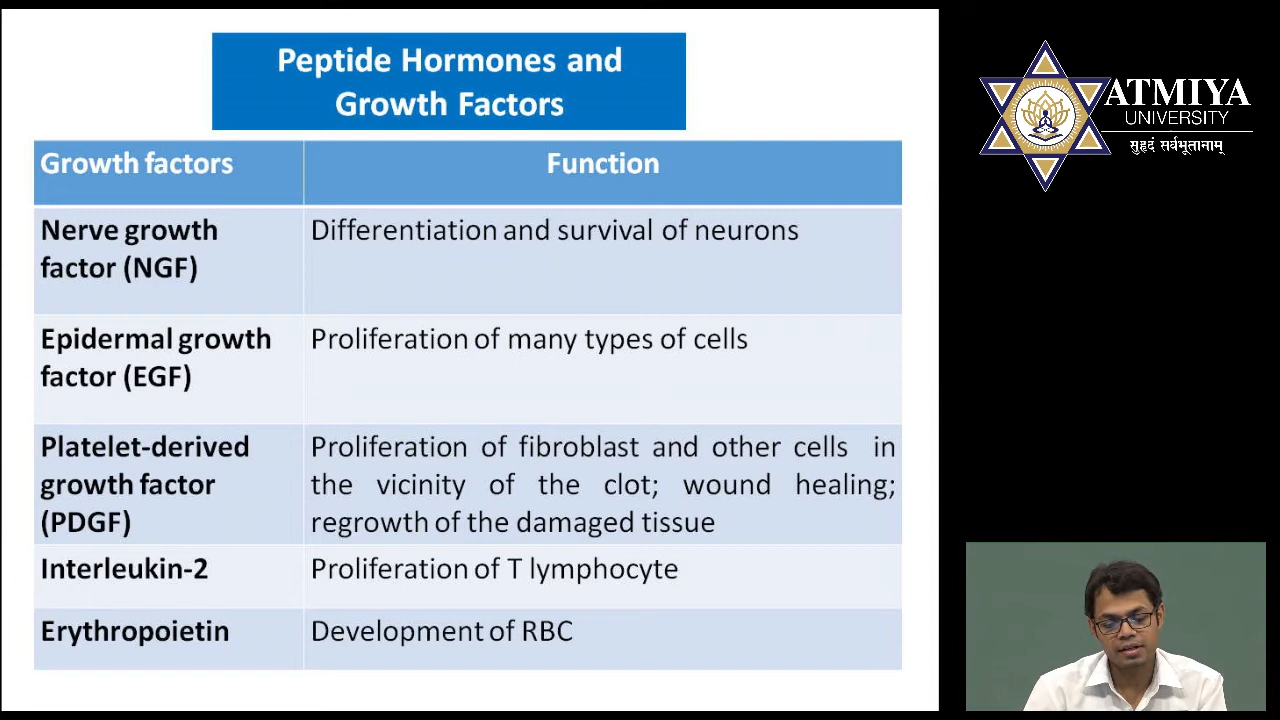 Peptide Hormones and
Growth Factors
Growth factors
Function
Nerve growth
factor (NGF)
Differentiation and survival of neurons
Epidermal growth
factor (EGF)
Proliferation of many types of cells
Platelet-derived
growth factor
(PDGF)
Proliferation of fibroblast and other cells in
the vicinity of the clot; wound healing;
regrowth of the damaged tissue
Interleukin-2
Proliferation of T lymphocyte
Erythropoietin
Development of RBC
ATMIYA
UNIVERSITY
सुहृदं सर्वभूतानाम्